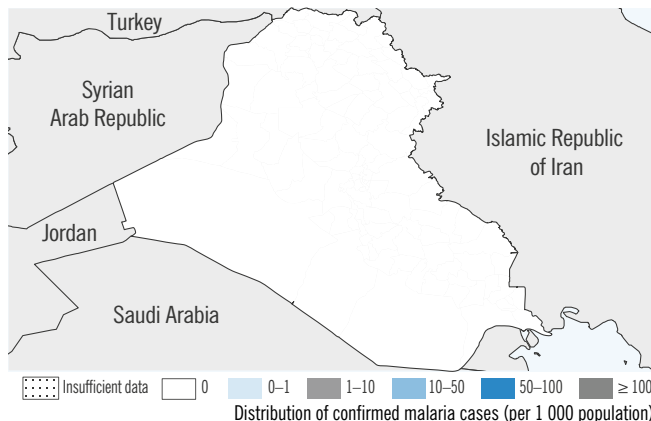 Turkey
Syrian
Arab Republic
Islamic Republic
of Iran
Jordan
Saudi Arabia
Insufficient data 0 0–1 1–10 10–50 50–100 ≥ 100
Distribution of confirmed malaria cases (per 1 000 population)